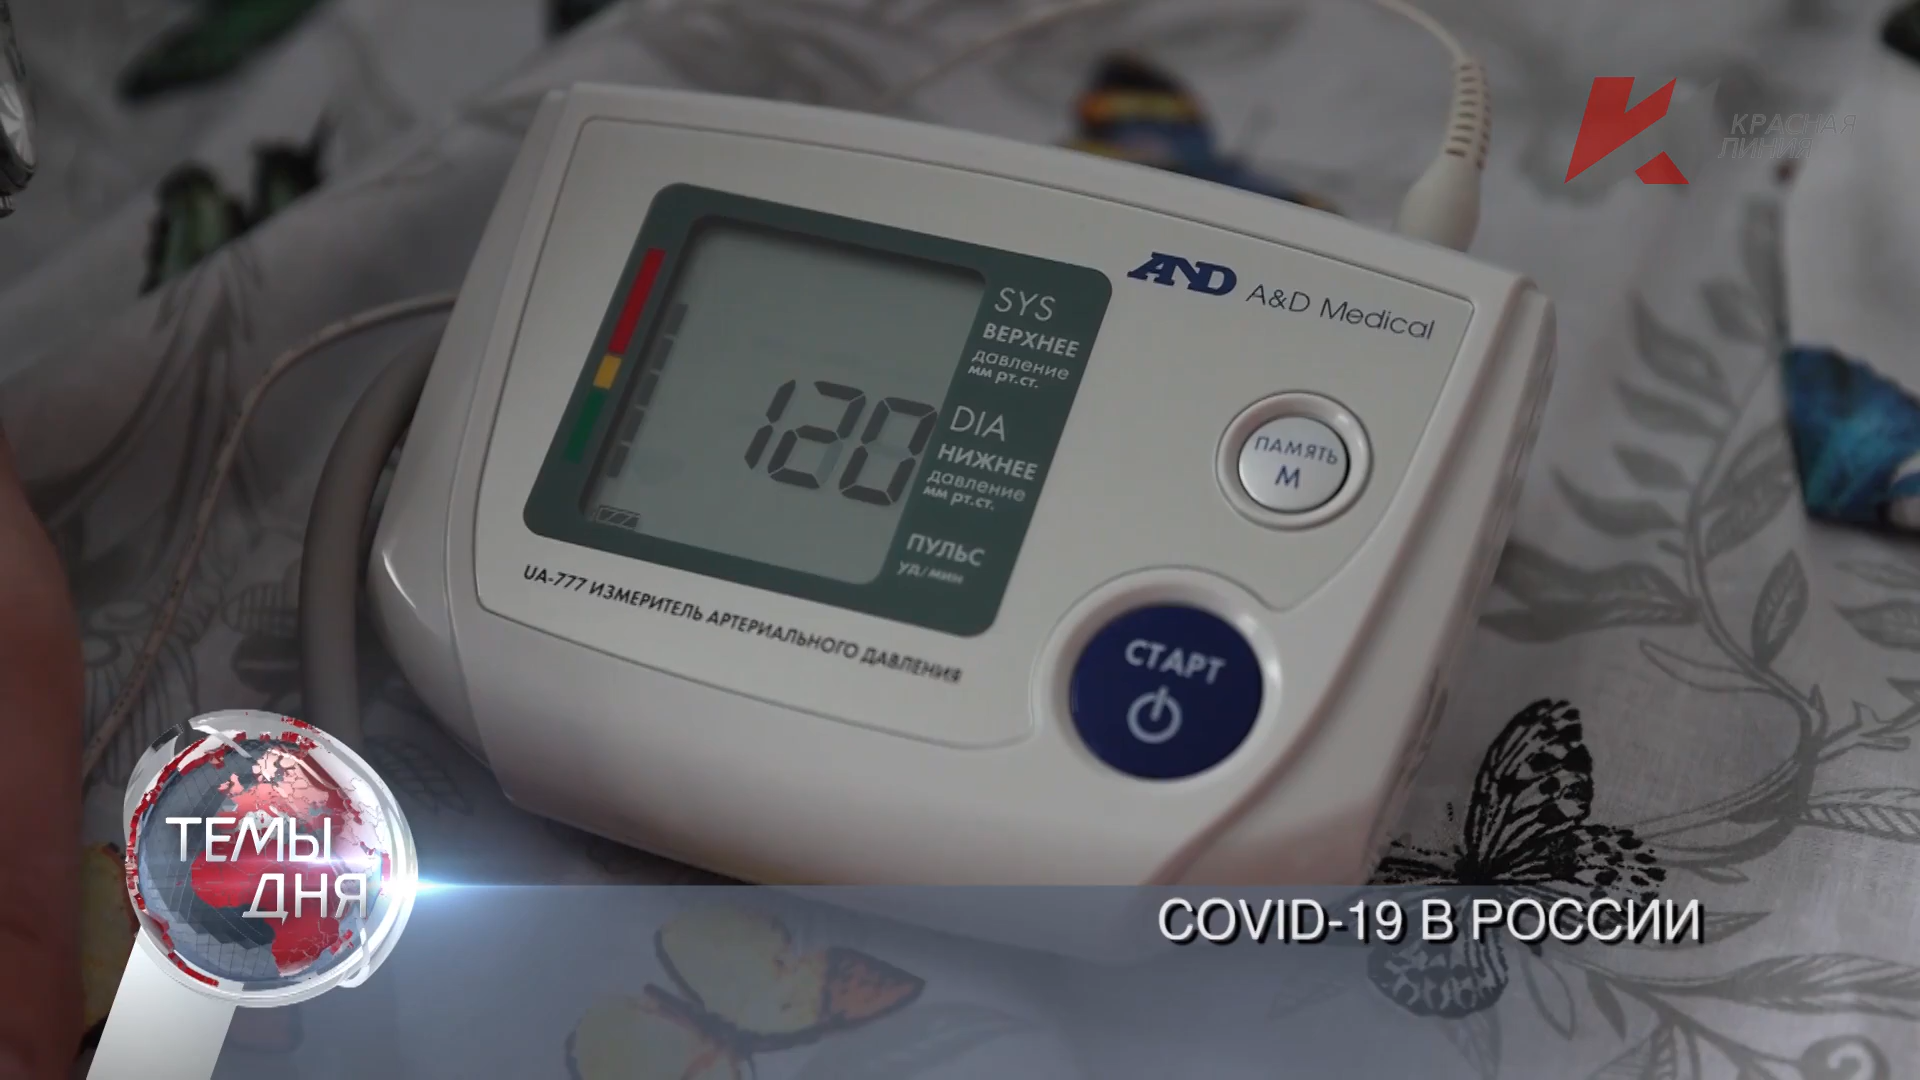 КРАСНАЯ
ЛИНИЯ
AND A&D Medical
SYS
ВЕРХНЕЕ
давление
мм рт.ст.
120
DIA
НИЖНЕЕ
давление
мм рт.ст.
ПУЛЬС
уд/мин
ПАМЯТЬ
M
UA-777 ИЗМЕРИТЕЛЬ АРТЕРИАЛЬНОГО ДАВЛЕНИЯ
СТАРТ
ТЕМЫ
ДНЯ
COVID-19 В РОССИИ